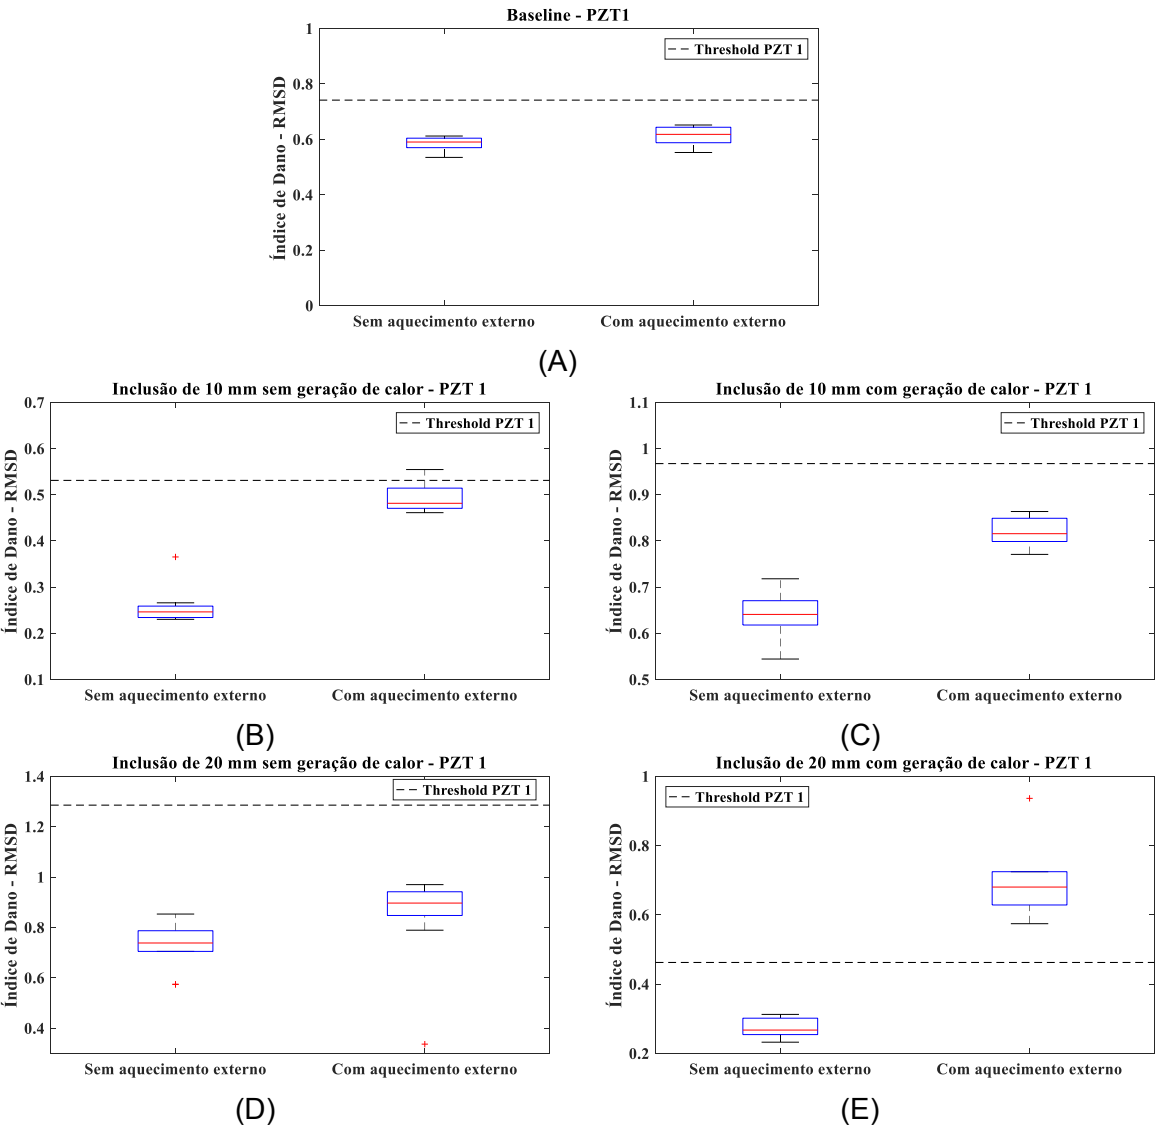 Baseline - PZT1
Threshold PZT 1
1
0.8
0.6
0.4
0.2
0
Índice de Dano - RMSD
Sem aquecimento externo
Com aquecimento externo
(A)
Inclusão de 10 mm sem geração de calor - PZT 1
Threshold PZT 1
0.7
0.6
0.5
0.4
0.3
0.2
0.1
Índice de Dano - RMSD
Sem aquecimento externo
Com aquecimento externo
(B)
Inclusão de 10 mm com geração de calor - PZT 1
Threshold PZT 1
1.1
1
0.9
0.8
0.7
0.6
0.5
Índice de Dano - RMSD
Sem aquecimento externo
Com aquecimento externo
(C)
Inclusão de 20 mm sem geração de calor - PZT 1
Threshold PZT 1
1.4
1.2
1
0.8
0.6
0.4
Índice de Dano - RMSD
Sem aquecimento externo
Com aquecimento externo
(D)
Inclusão de 20 mm com geração de calor - PZT 1
Threshold PZT 1
1
0.8
0.6
0.4
0.2
Índice de Dano - RMSD
Sem aquecimento externo
Com aquecimento externo
(E)